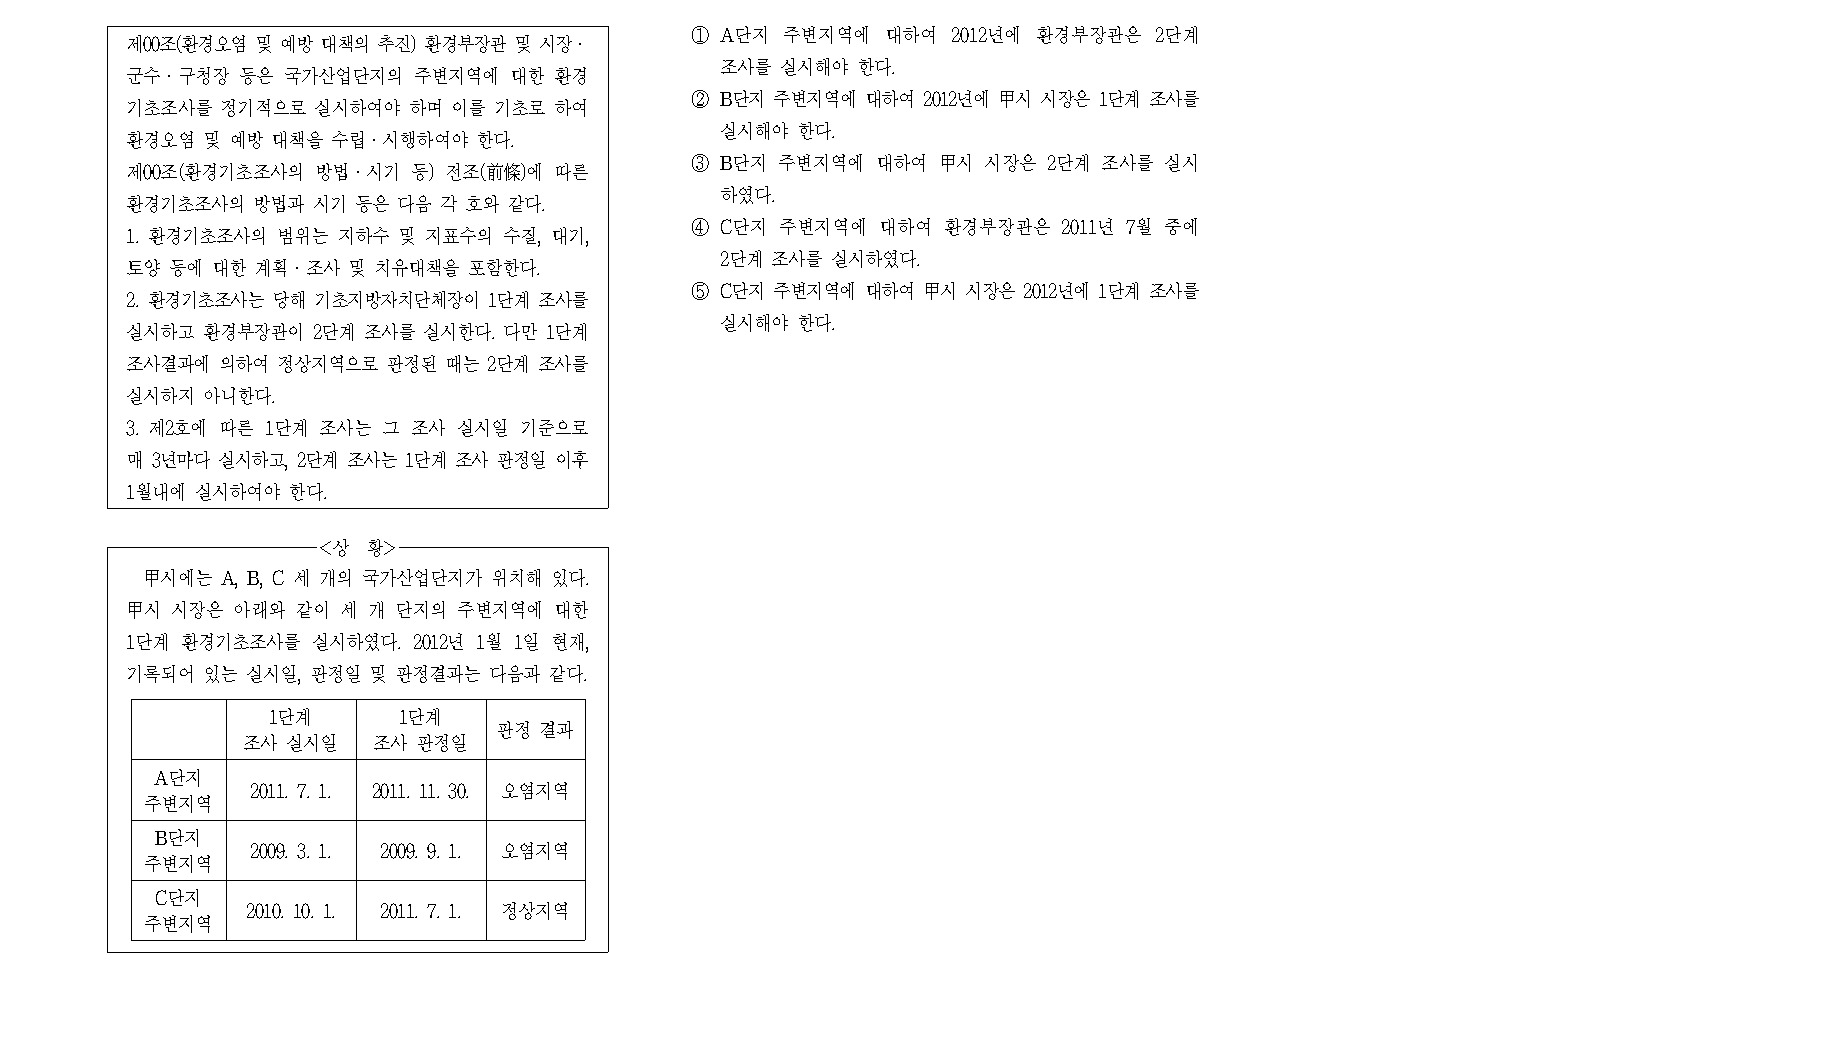 제00조(환경오염 및 예방 대책의 추진) 환경부장관 및 시장·
군수·구청장 등은 국가산업단지의 주변지역에 대한 환경
기초조사를 정기적으로 실시하여야 하며 이를 기초로 하여
환경오염 및 예방 대책을 수립·시행하여야 한다.
제00조(환경기초조사의 방법·시기 등) 전조(前條)에 따른
환경기초조사의 방법과 시기 등은 다음 각 호와 같다.
1. 환경기초조사의 범위는 지하수 및 지표수의 수질, 대기,
토양 등에 대한 계획·조사 및 치유대책을 포함한다.
2. 환경기초조사는 당해 기초지방자치단체장이 1단계 조사를
실시하고 환경부장관이 2단계 조사를 실시한다. 다만 1단계
조사결과에 의하여 정상지역으로 판정된 때는 2단계 조사를
실시하지 아니한다.
3. 제2호에 따른 1단계 조사는 그 조사 실시일 기준으로
매 3년마다 실시하고, 2단계 조사는 1단계 조사 판정일 이후
1월내에 실시하여야 한다.
<상 황>
甲시에는 A, B, C 세 개의 국가산업단지가 위치해 있다.
甲시 시장은 아래와 같이 세 개 단지의 주변지역에 대한
1단계 환경기초조사를 실시하였다. 2012년 1월 1일 현재,
기록되어 있는 실시일, 판정일 및 판정결과는 다음과 같다.
1단계 조사 실시일 1단계 조사 판정일 판정 결과
A단지 주변지역 2011. 7. 1. 2011. 11. 30. 오염지역
B단지 주변지역 2009. 3. 1. 2009. 9. 1. 오염지역
C단지 주변지역 2010. 10. 1. 2011. 7. 1. 정상지역
① A단지 주변지역에 대하여 2012년에 환경부장관은 2단계
조사를 실시해야 한다.
② B단지 주변지역에 대하여 2012년에 甲시 시장은 1단계 조사를
실시해야 한다.
③ B단지 주변지역에 대하여 甲시 시장은 2단계 조사를 실시
하였다.
④ C단지 주변지역에 대하여 환경부장관은 2011년 7월 중에
2단계 조사를 실시하였다.
⑤ C단지 주변지역에 대하여 甲시 시장은 2012년에 1단계 조사를
실시해야 한다.